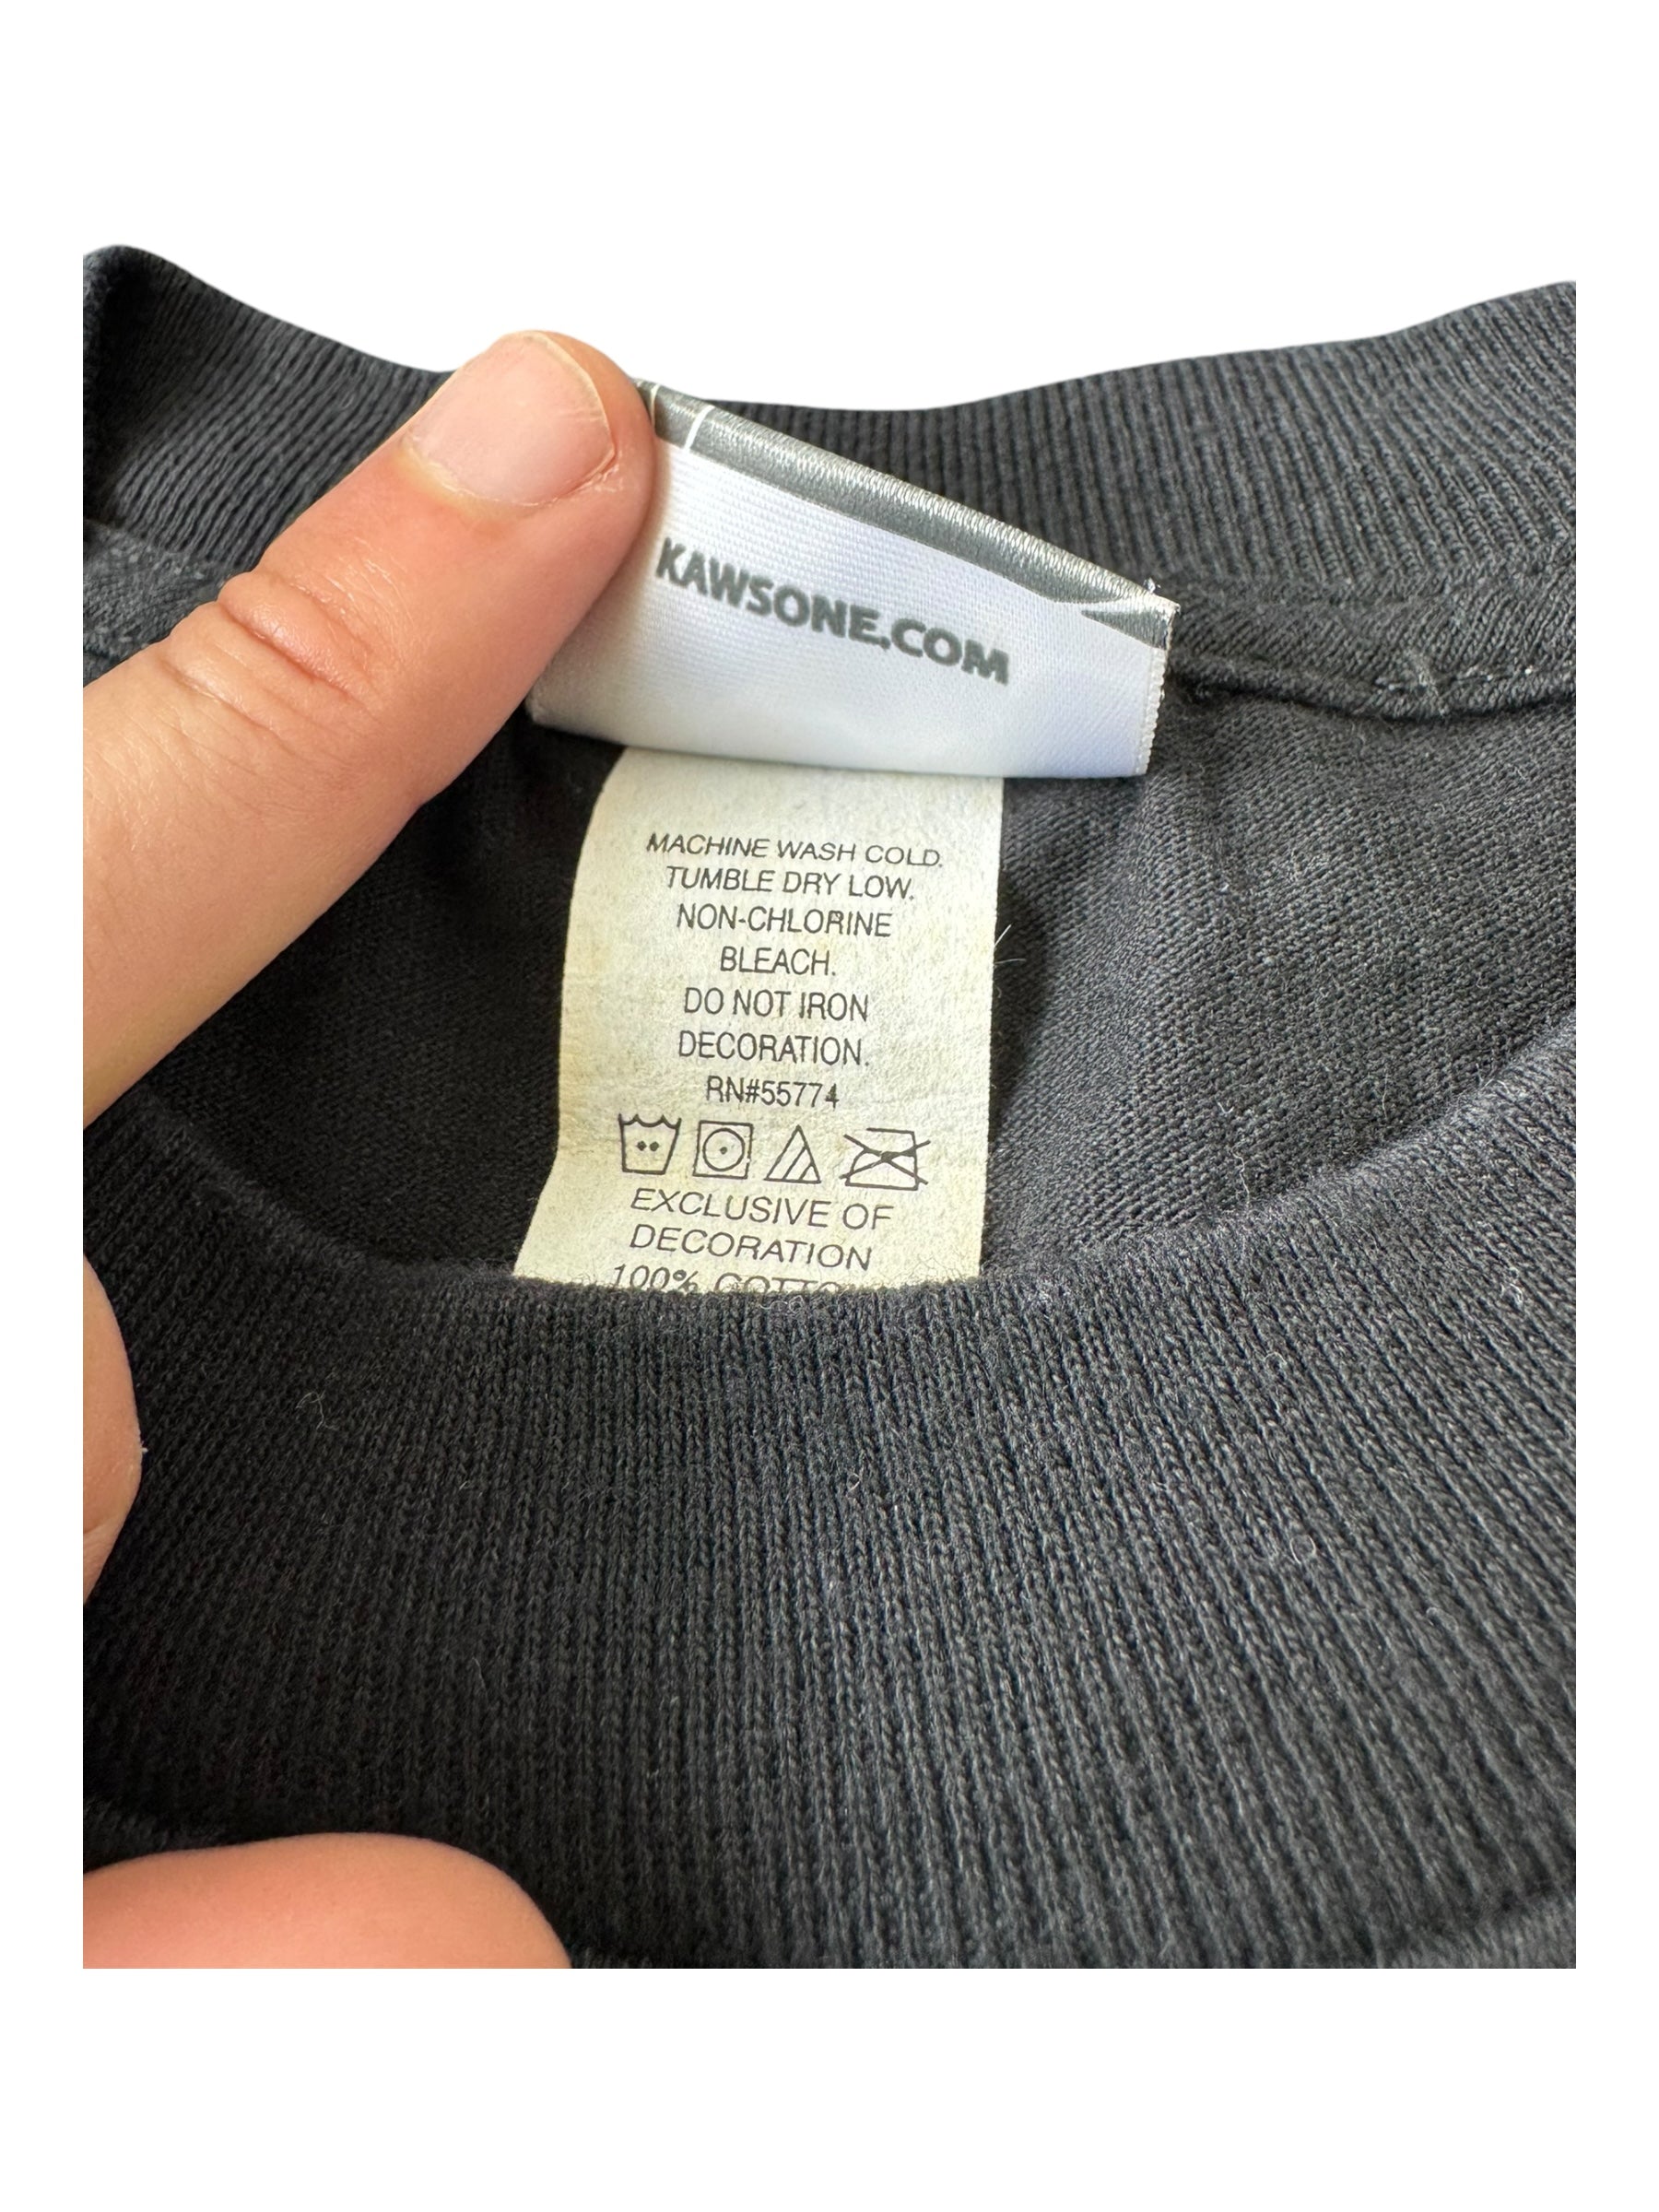 KAWSONE.COM
MACHINE WASH COLD.
TUMBLE DRY LOW.
NON-CHLORINE
BLEACH.
DO NOT IRON
DECORATION.
RN#55774
EXCLUSIVE OF
DECORATION
100%